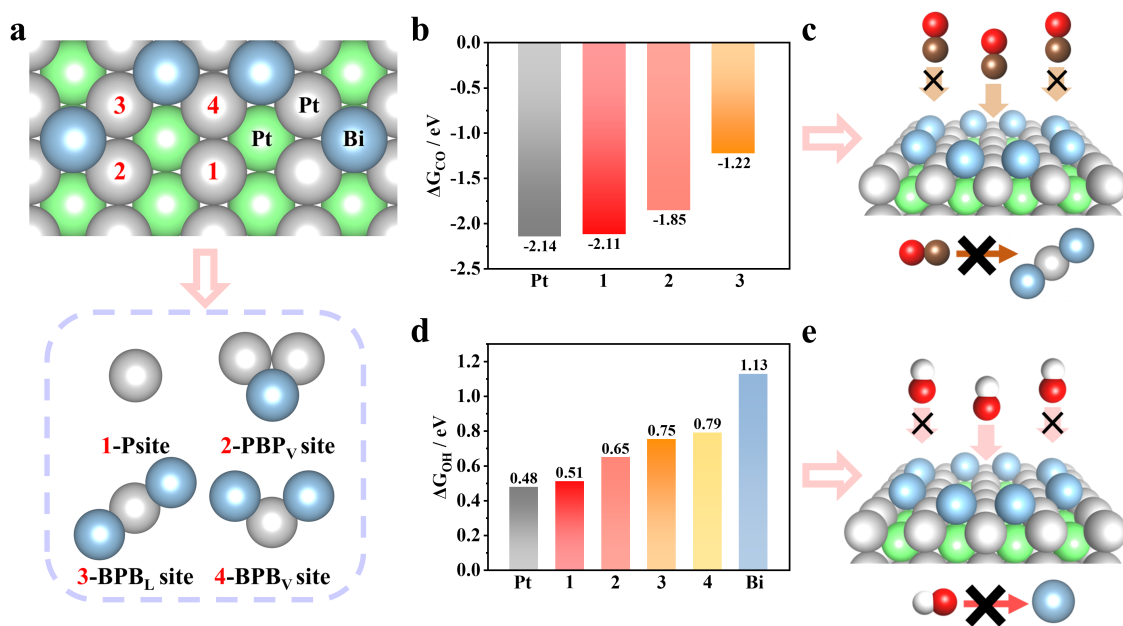 a
3
4
Pt
Pt
Bi
2
1
1-Psite
2-PBPV site
3-BPBL site
4-BPBV site
b
ΔGCO / eV
0.0
-0.5
-1.0
-1.5
-2.0
-2.5
-2.14
-2.11
-1.85
-1.22
Pt 1 2 3
c
d
ΔGOH / eV
1.2
1.0
0.8
0.6
0.4
0.2
0.0
0.48
0.51
0.65
0.75
0.79
1.13
Pt 1 2 3 4 Bi
e